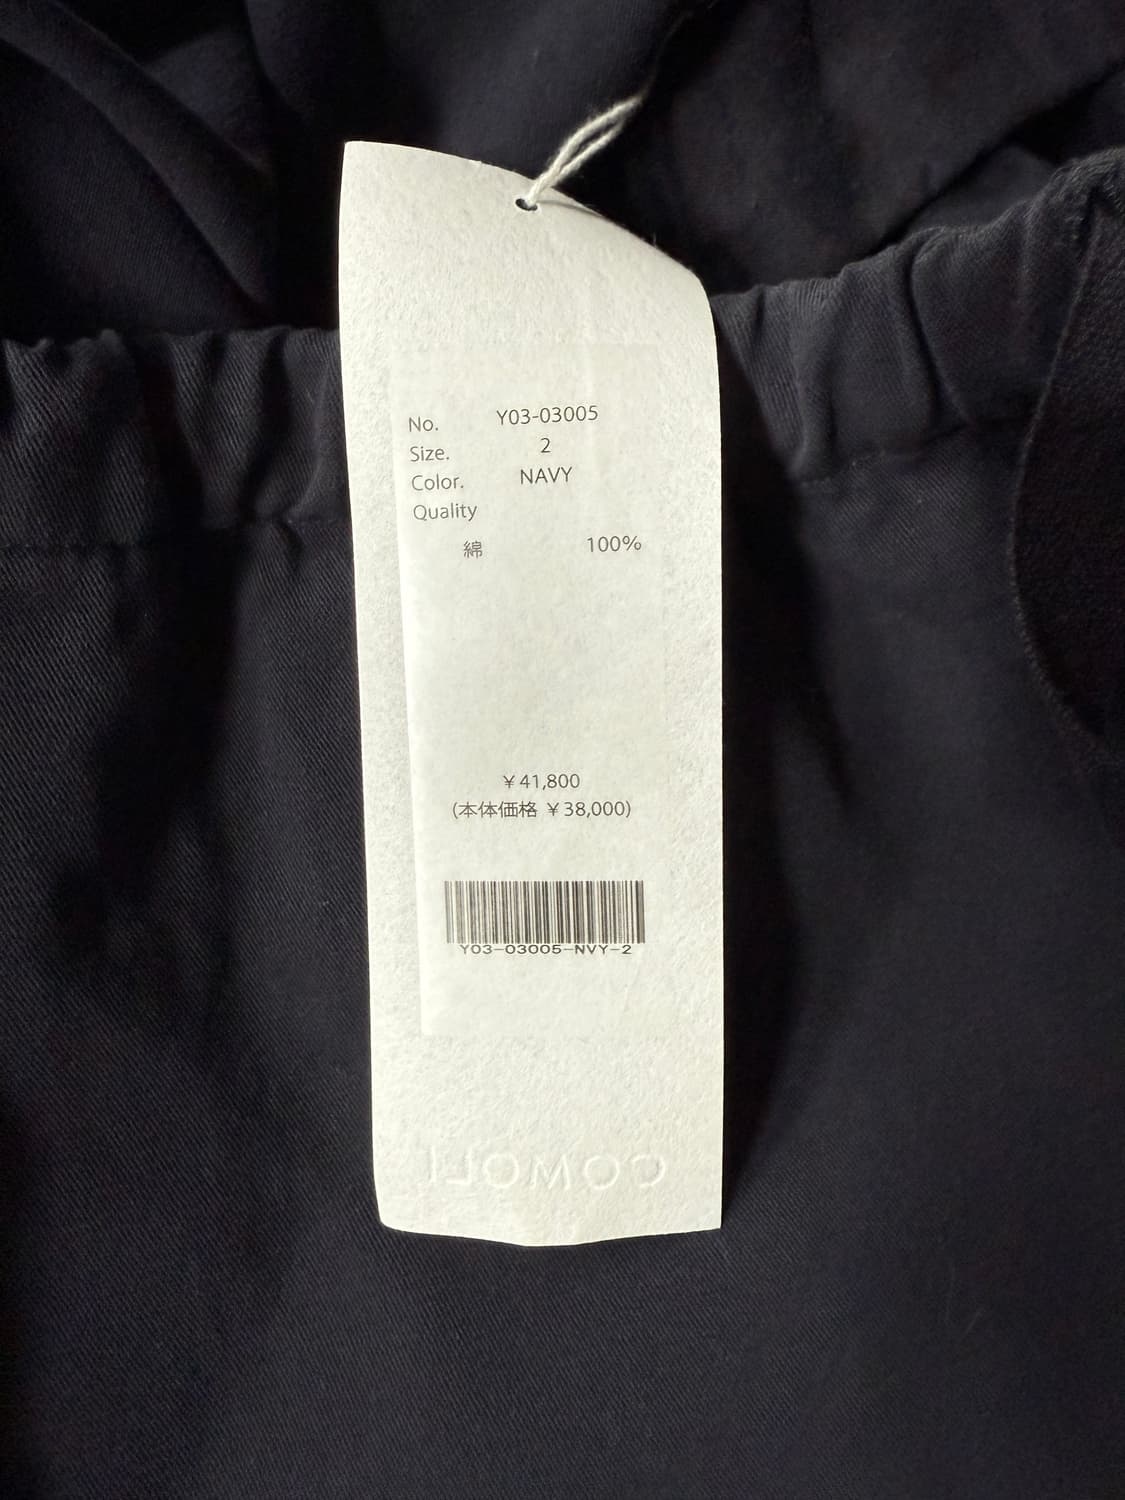 No. Y03-03005
Size. 2
Color. NAVY
Quality
綿 100%
￥41,800
(本体価格 ￥38,000)
Y03-03005-NVY-2
COMOLI